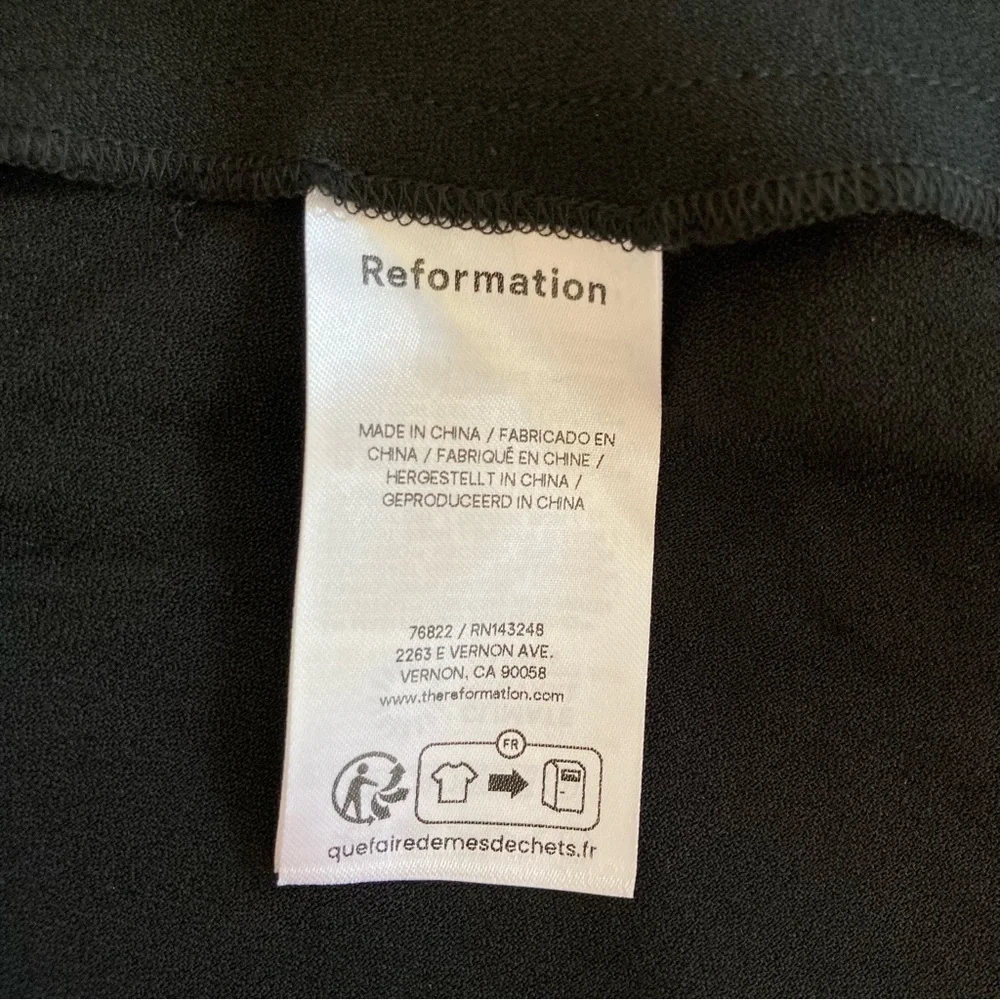 Reformation
MADE IN CHINA / FABRICADO EN
CHINA / FABRIQUÉ EN CHINE /
HERGESTELLT IN CHINA /
GEPRODUCEERD IN CHINA
76822 / RN143248
2263 E VERNON AVE.
VERNON, CA 90058
www.thereformation.com
FR
quefairedemesdechets.fr